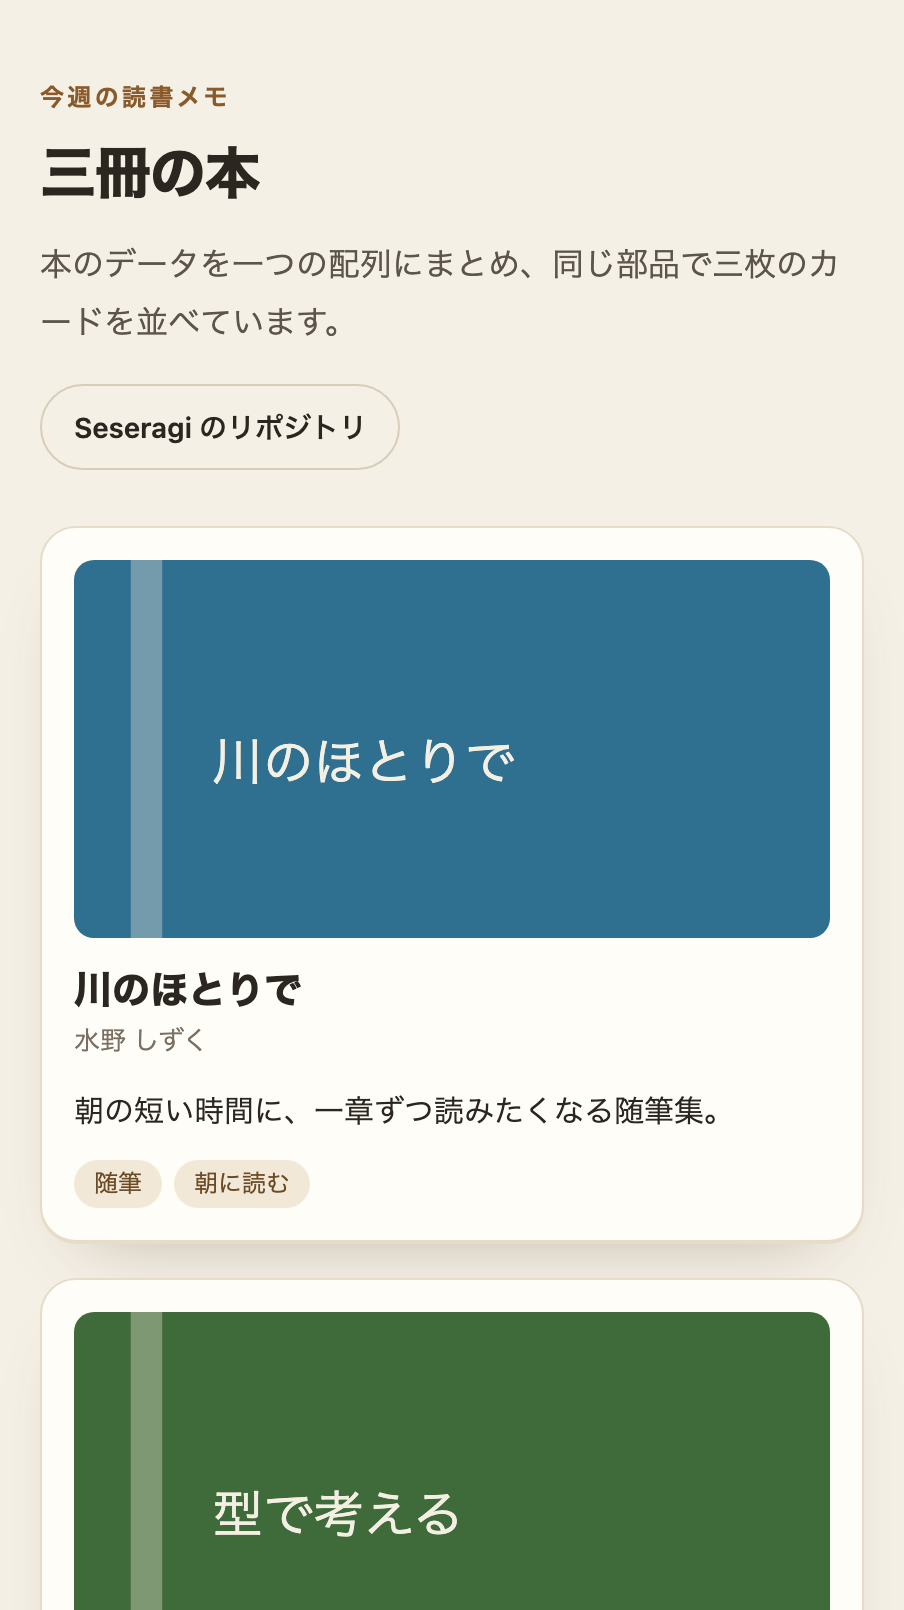 今週の読書メモ
三冊の本
本のデータを一つの配列にまとめ、同じ部品で三枚のカ
ードを並べています。
Seseragi のリポジトリ
川のほとりで
川のほとりで
水野 しずく
朝の短い時間に、一章ずつ読みたくなる随筆集。
随筆
朝に読む
型で考える